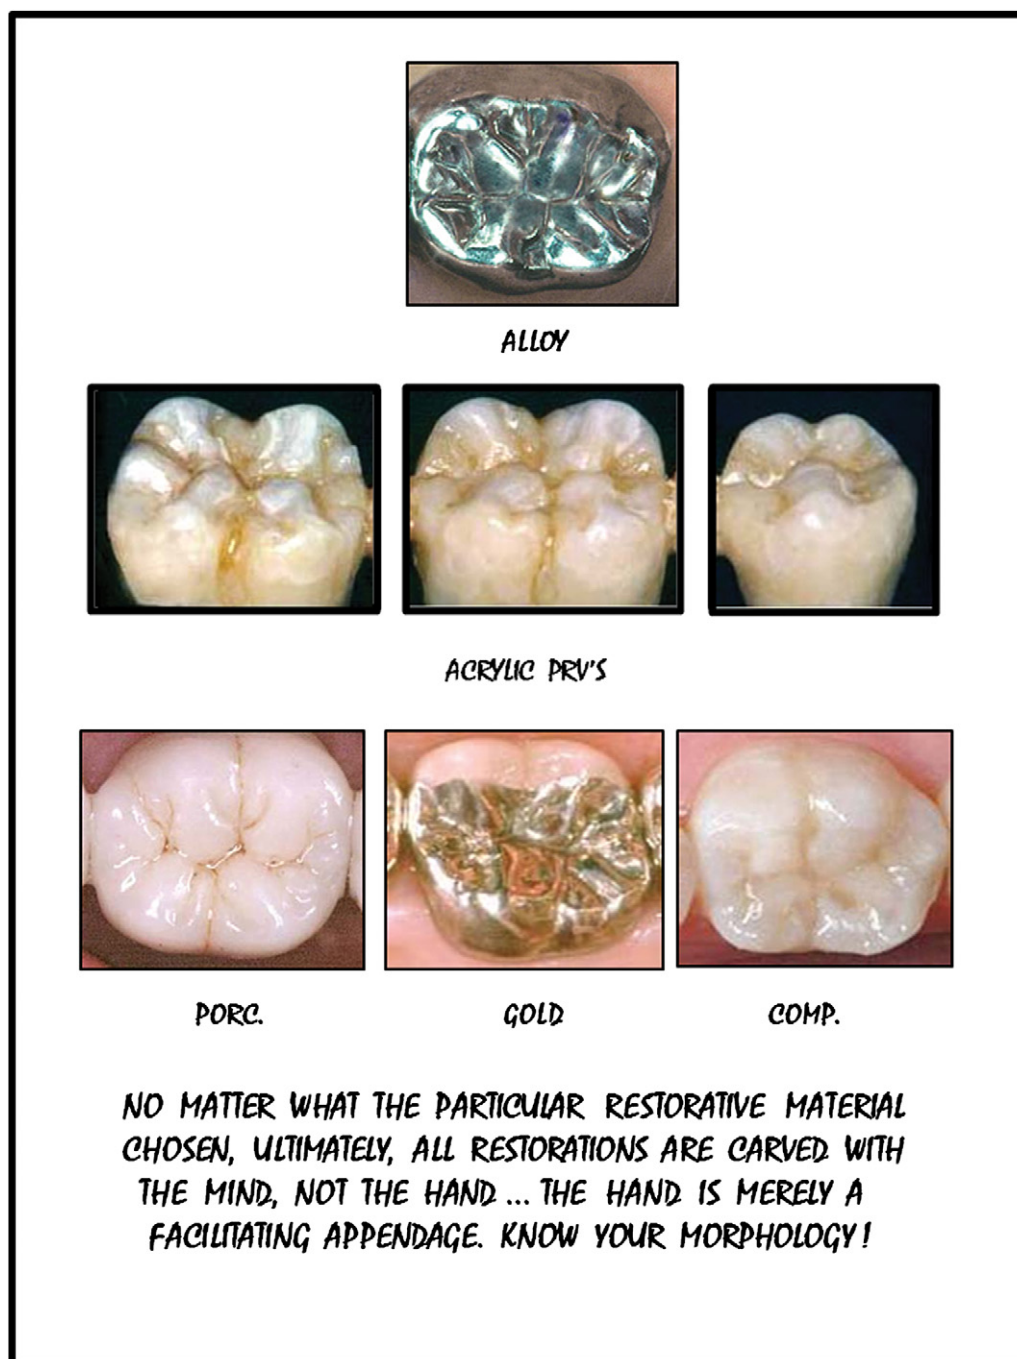 ALLOY
ACRYLIC PRV'S
PORC.
GOLD
COMP.
NO MATTER WHAT THE PARTICULAR RESTORATIVE MATERIAL
CHOSEN, ULTIMATELY, ALL RESTORATIONS ARE CARVED WITH
THE MIND, NOT THE HAND ... THE HAND IS MERELY A
FACILITATING APPENDAGE. KNOW YOUR MORPHOLOGY!